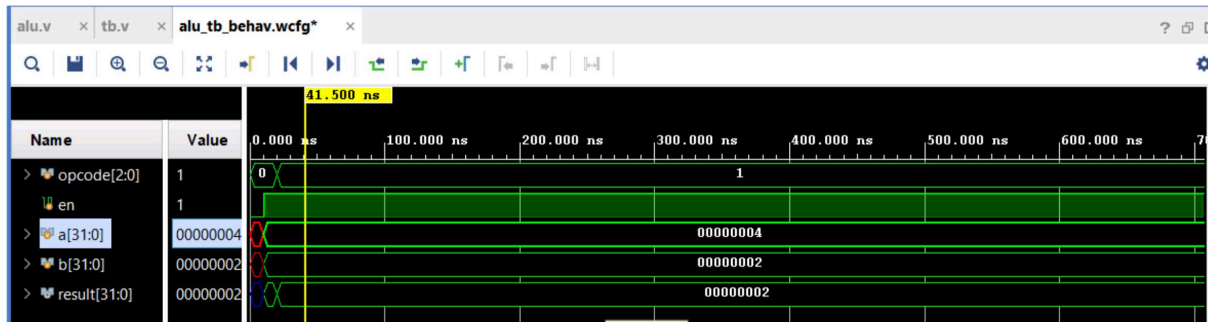 alu.v × tb.v × alu_tb_behav.wcfg* × ?
41.500 ns
Name Value 0.000 ns 100.000 ns 200.000 ns 300.000 ns 400.000 ns 500.000 ns 600.000 ns 7
> opcode[2:0] 1 0 1
en 1
> a[31:0] 00000004 00000004
> b[31:0] 00000002 00000002
> result[31:0] 00000002 00000002